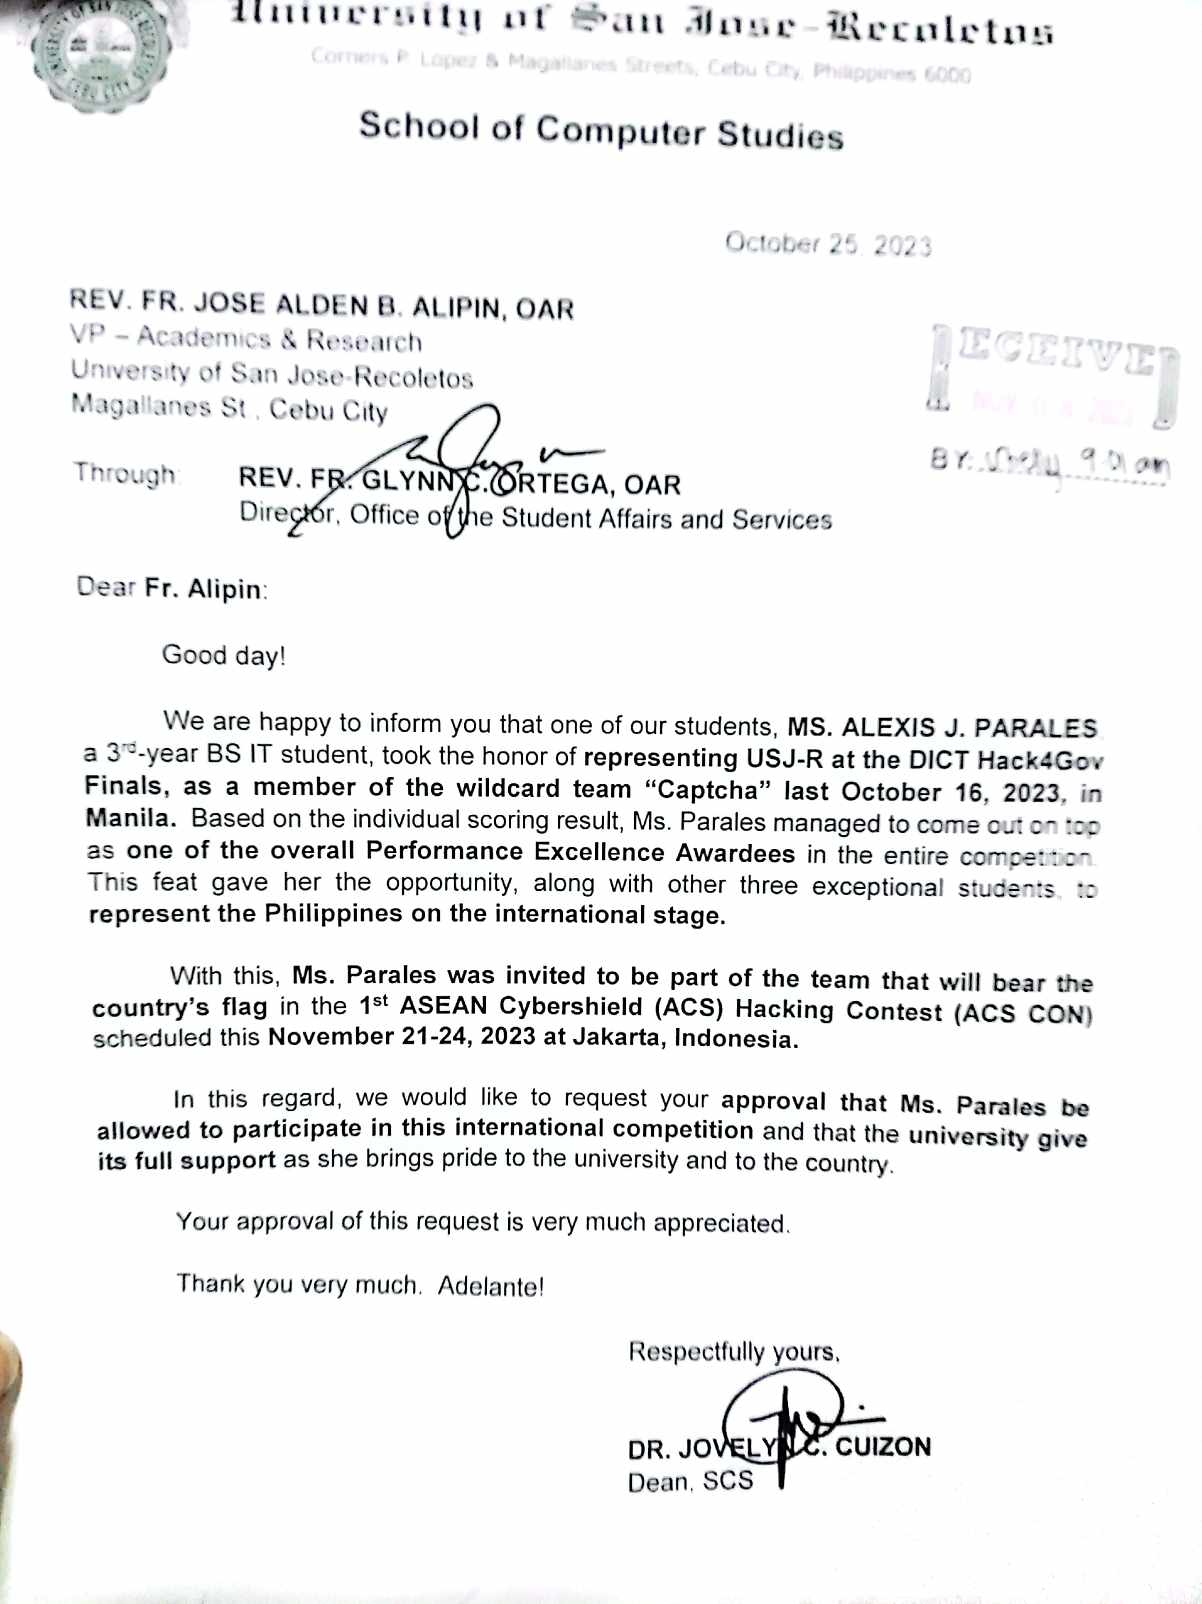 University of San Jose-Recoletos
Corners P. Lopez & Magallanes Streets, Cebu City, Philippines 6000
School of Computer Studies
October 25, 2023
REV. FR. JOSE ALDEN B. ALIPIN, OAR
VP – Academics & Research
University of San Jose-Recoletos
Magallanes St., Cebu City
ECEIVE
BY: 9:01 am
Through: REV. FR. GLYNN C. ORTEGA, OAR
Director, Office of the Student Affairs and Services
Dear Fr. Alipin:
Good day!
We are happy to inform you that one of our students, MS. ALEXIS J. PARALES
a 3rd-year BS IT student, took the honor of representing USJ-R at the DICT Hack4Gov
Finals, as a member of the wildcard team “Captcha” last October 16, 2023, in
Manila. Based on the individual scoring result, Ms. Parales managed to come out on top
as one of the overall Performance Excellence Awardees in the entire competition.
This feat gave her the opportunity, along with other three exceptional students, to
represent the Philippines on the international stage.
With this, Ms. Parales was invited to be part of the team that will bear the
country’s flag in the 1st ASEAN Cybershield (ACS) Hacking Contest (ACS CON)
scheduled this November 21-24, 2023 at Jakarta, Indonesia.
In this regard, we would like to request your approval that Ms. Parales be
allowed to participate in this international competition and that the university give
its full support as she brings pride to the university and to the country.
Your approval of this request is very much appreciated.
Thank you very much. Adelante!
Respectfully yours,
DR. JOVELYN C. CUIZON
Dean, SCS